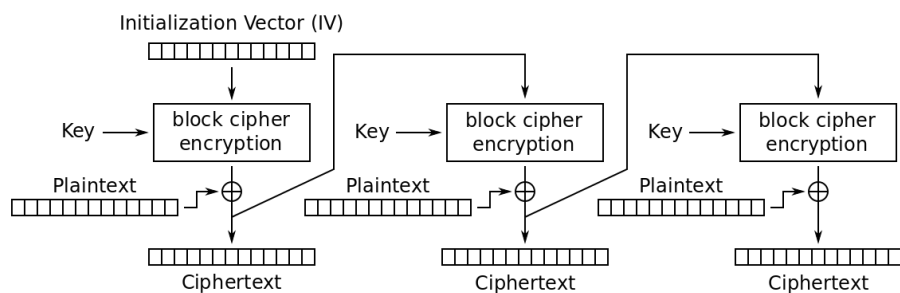 Initialization Vector (IV)
Key
block cipher
encryption
Key
block cipher
encryption
Key
block cipher
encryption
Plaintext
Plaintext
Plaintext
Ciphertext
Ciphertext
Ciphertext